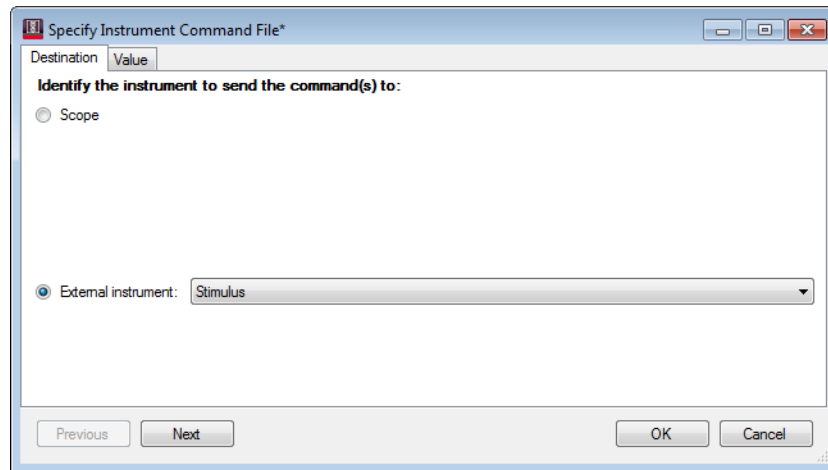 Specify Instrument Command File*
Destination Value
Identify the instrument to send the command(s) to:
Scope
External instrument: Stimulus
Previous Next OK Cancel